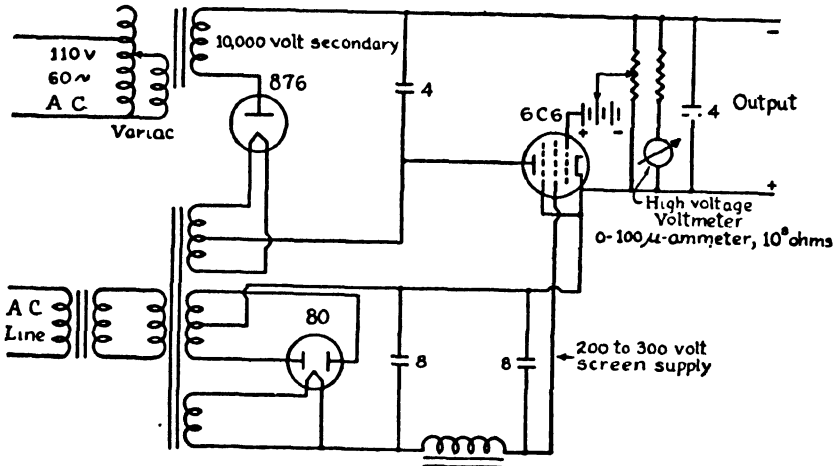 110 v
60 ~
A C
Variac
10,000 volt secondary
876
4
6C6
+
–
–
4
Output
+
High voltage
Voltmeter
0-100 μ-ammeter, 10⁸ ohms
A C
Line
80
8
8
200 to 300 volt
screen supply